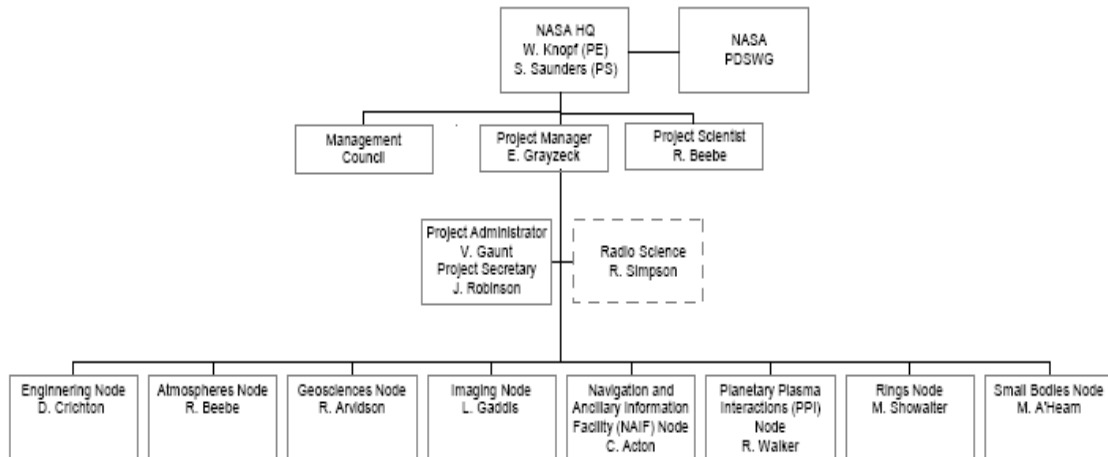 NASA HQ
W. Knopf (PE)
S. Saunders (PS)
NASA
PDSWG
Management
Council
Project Manager
E. Grayzeck
Project Scientist
R. Beebe
Project Administrator
V. Gaunt
Project Secretary
J. Robinson
Radio Science
R. Simpson
Enginnering Node
D. Crichton
Atmospheres Node
R. Beebe
Geosciences Node
R. Arvidson
Imaging Node
L. Gaddis
Navigation and
Ancillary Information
Facility (NAIF) Node
C. Acton
Planetary Plasma
Interactions (PPI)
Node
R. Walker
Rings Node
M. Showalter
Small Bodies Node
M. A'Hearn